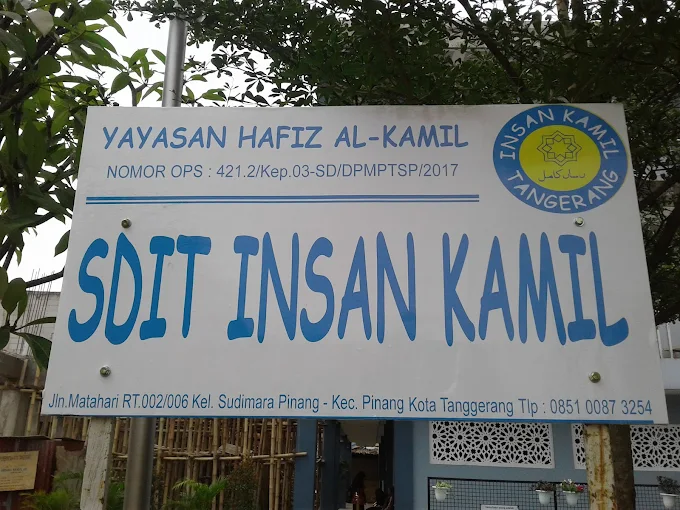 YAYASAN HAFIZ AL-KAMIL
NOMOR OPS : 421.2/Kep.03-SD/DPMPTSP/2017
INSAN KAMIL
TANGERANG
SDIT INSAN KAMIL
Jln.Matahari RT.002/006 Kel. Sudimara Pinang - Kec. Pinang Kota Tanggerang Tlp : 0851 0087 3254